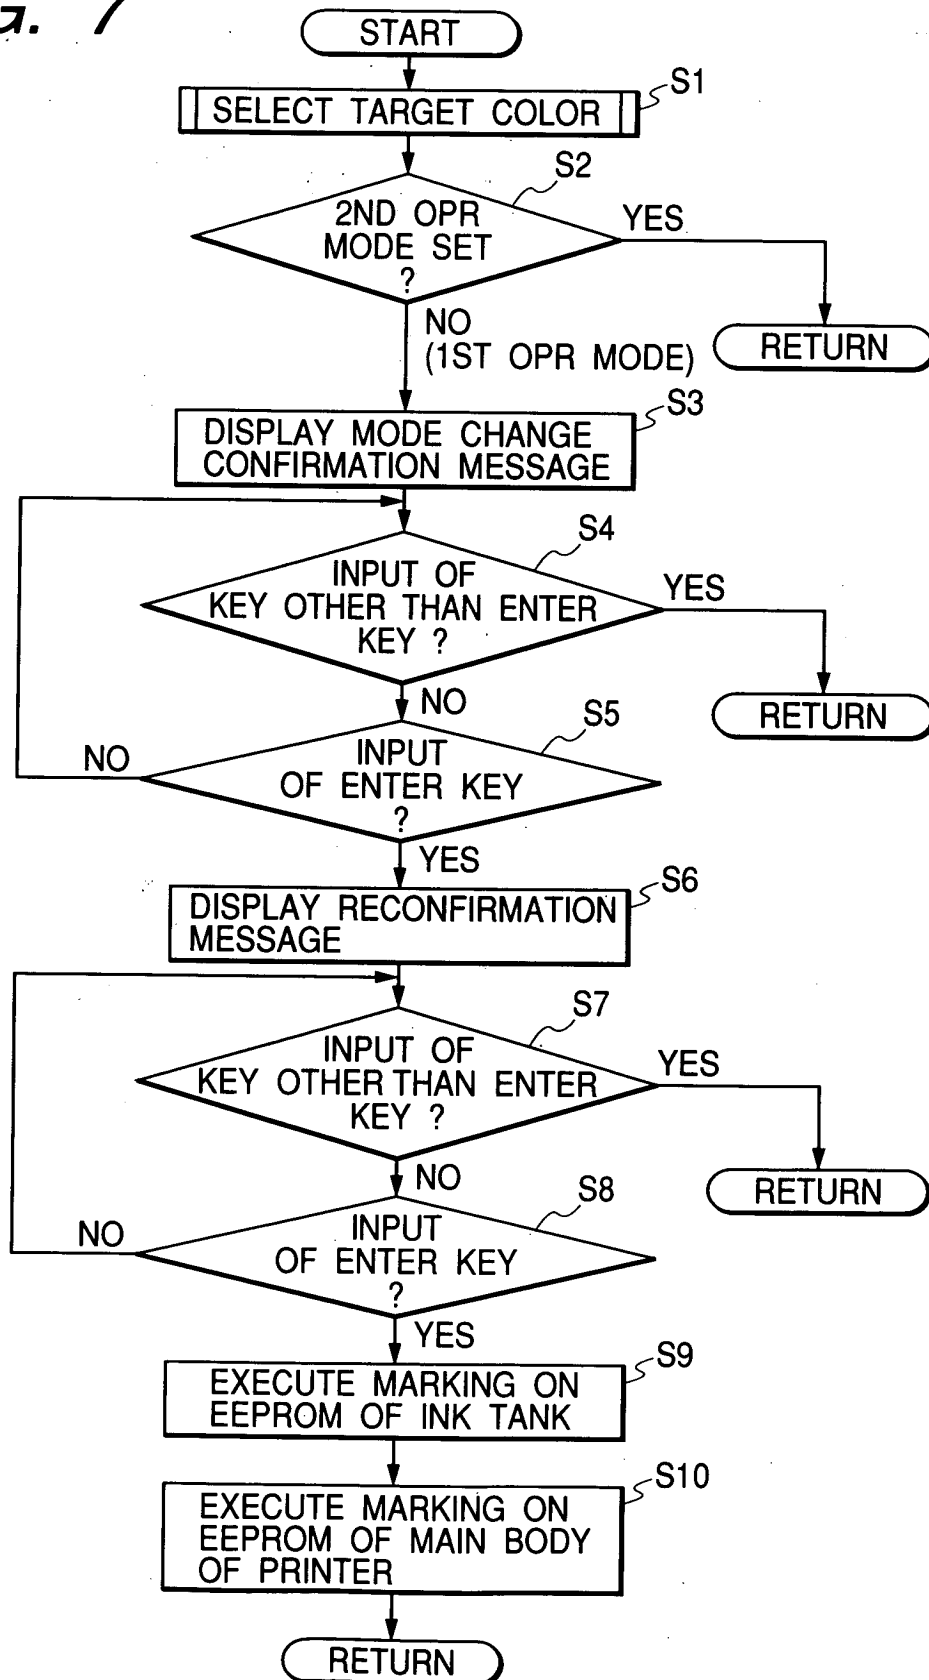 G. 7
START
SELECT TARGET COLOR
S1
S2
2ND OPR
MODE SET
?
YES
NO
(1ST OPR MODE)
RETURN
S3
DISPLAY MODE CHANGE
CONFIRMATION MESSAGE
S4
INPUT OF
KEY OTHER THAN ENTER
KEY ?
YES
RETURN
NO
S5
INPUT
OF ENTER KEY
?
NO
YES
S6
DISPLAY RECONFIRMATION
MESSAGE
S7
INPUT OF
KEY OTHER THAN ENTER
KEY ?
YES
RETURN
NO
S8
INPUT
OF ENTER KEY
?
NO
YES
S9
EXECUTE MARKING ON
EEPROM OF INK TANK
S10
EXECUTE MARKING ON
EEPROM OF MAIN BODY
OF PRINTER
RETURN